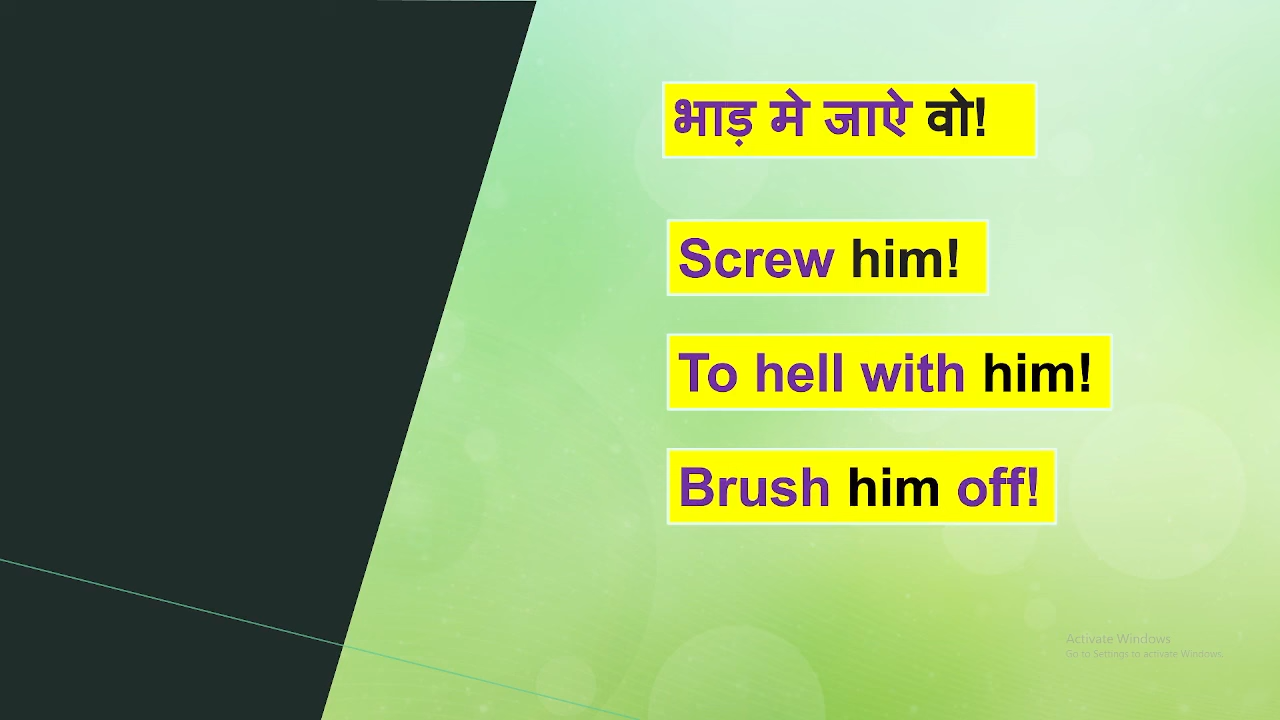 भाड़ मे जाऐ वो!
Screw him!
To hell with him!
Brush him off!
Activate Windows
Go to Settings to activate Windows.